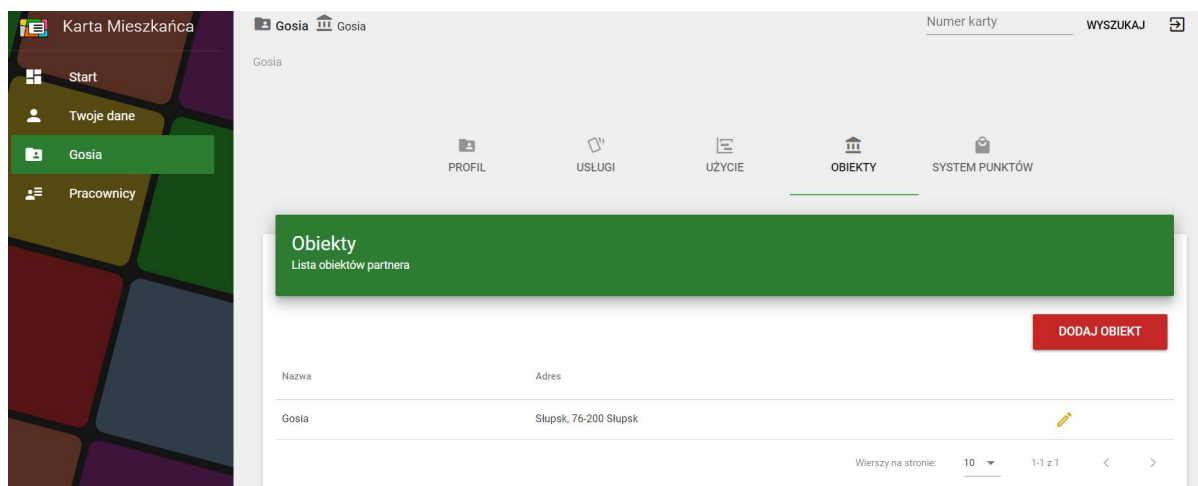 Karta Mieszkańca
Start
Twoje dane
Gosia
Pracownicy
Gosia Gosia
Numer karty
WYSZUKAJ
Gosia
PROFIL
USŁUGI
UŻYCIE
OBIEKTY
SYSTEM PUNKTÓW
Obiekty
Lista obiektów partnera
DODAJ OBIEKT
Nazwa Adres
Gosia Słupsk, 76-200 Słupsk
Wierszy na stronie: 10 1-1 z 1